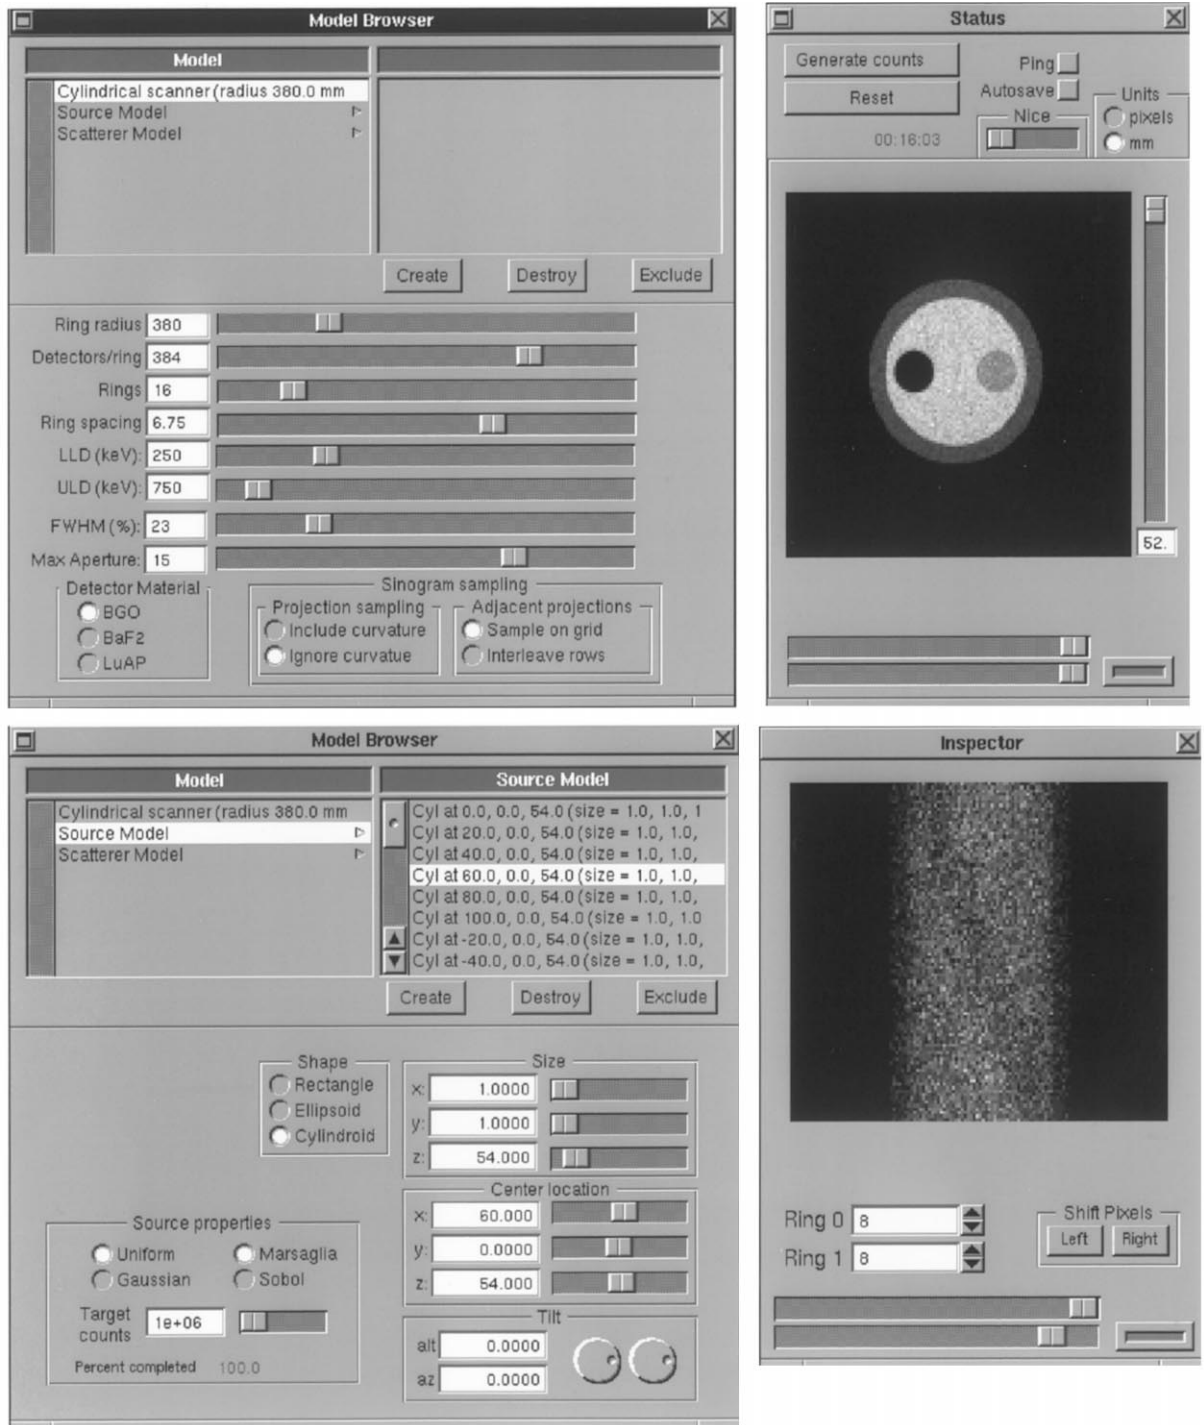 Model Browser
Model
Cylindrical scanner (radius 380.0 mm
Source Model
Scatterer Model
Create Destroy Exclude
Ring radius 380
Detectors/ring 384
Rings 16
Ring spacing 6.75
LLD (keV): 250
ULD (keV): 750
FWHM (%): 23
Max Aperture: 15
Detector Material
BGO
BaF2
LuAP
Sinogram sampling
Projection sampling
Include curvature
Ignore curvatue
Adjacent projections
Sample on grid
Interleave rows
Status
Generate counts
Reset
00:16:03
Ping
Autosave
Nice
Units
pixels
mm
52.
Model Browser
Model
Cylindrical scanner (radius 380.0 mm
Source Model
Scatterer Model
Source Model
Cyl at 0.0, 0.0, 54.0 (size = 1.0, 1.0, 1
Cyl at 20.0, 0.0, 54.0 (size = 1.0, 1.0,
Cyl at 40.0, 0.0, 54.0 (size = 1.0, 1.0,
Cyl at 60.0, 0.0, 54.0 (size = 1.0, 1.0,
Cyl at 80.0, 0.0, 54.0 (size = 1.0, 1.0,
Cyl at 100.0, 0.0, 54.0 (size = 1.0, 1.0
Cyl at -20.0, 0.0, 54.0 (size = 1.0, 1.0,
Cyl at -40.0, 0.0, 54.0 (size = 1.0, 1.0,
Create Destroy Exclude
Shape
Rectangle
Ellipsoid
Cylindroid
Size
x: 1.0000
y: 1.0000
z: 54.000
Center location
x: 60.000
y: 0.0000
z: 54.000
Source properties
Uniform Marsaglia
Gaussian Sobol
Target
counts
1e+06
Percent completed 100.0
Tilt
alt 0.0000
az 0.0000
Inspector
Ring 0 8
Ring 1 8
Shift Pixels
Left Right